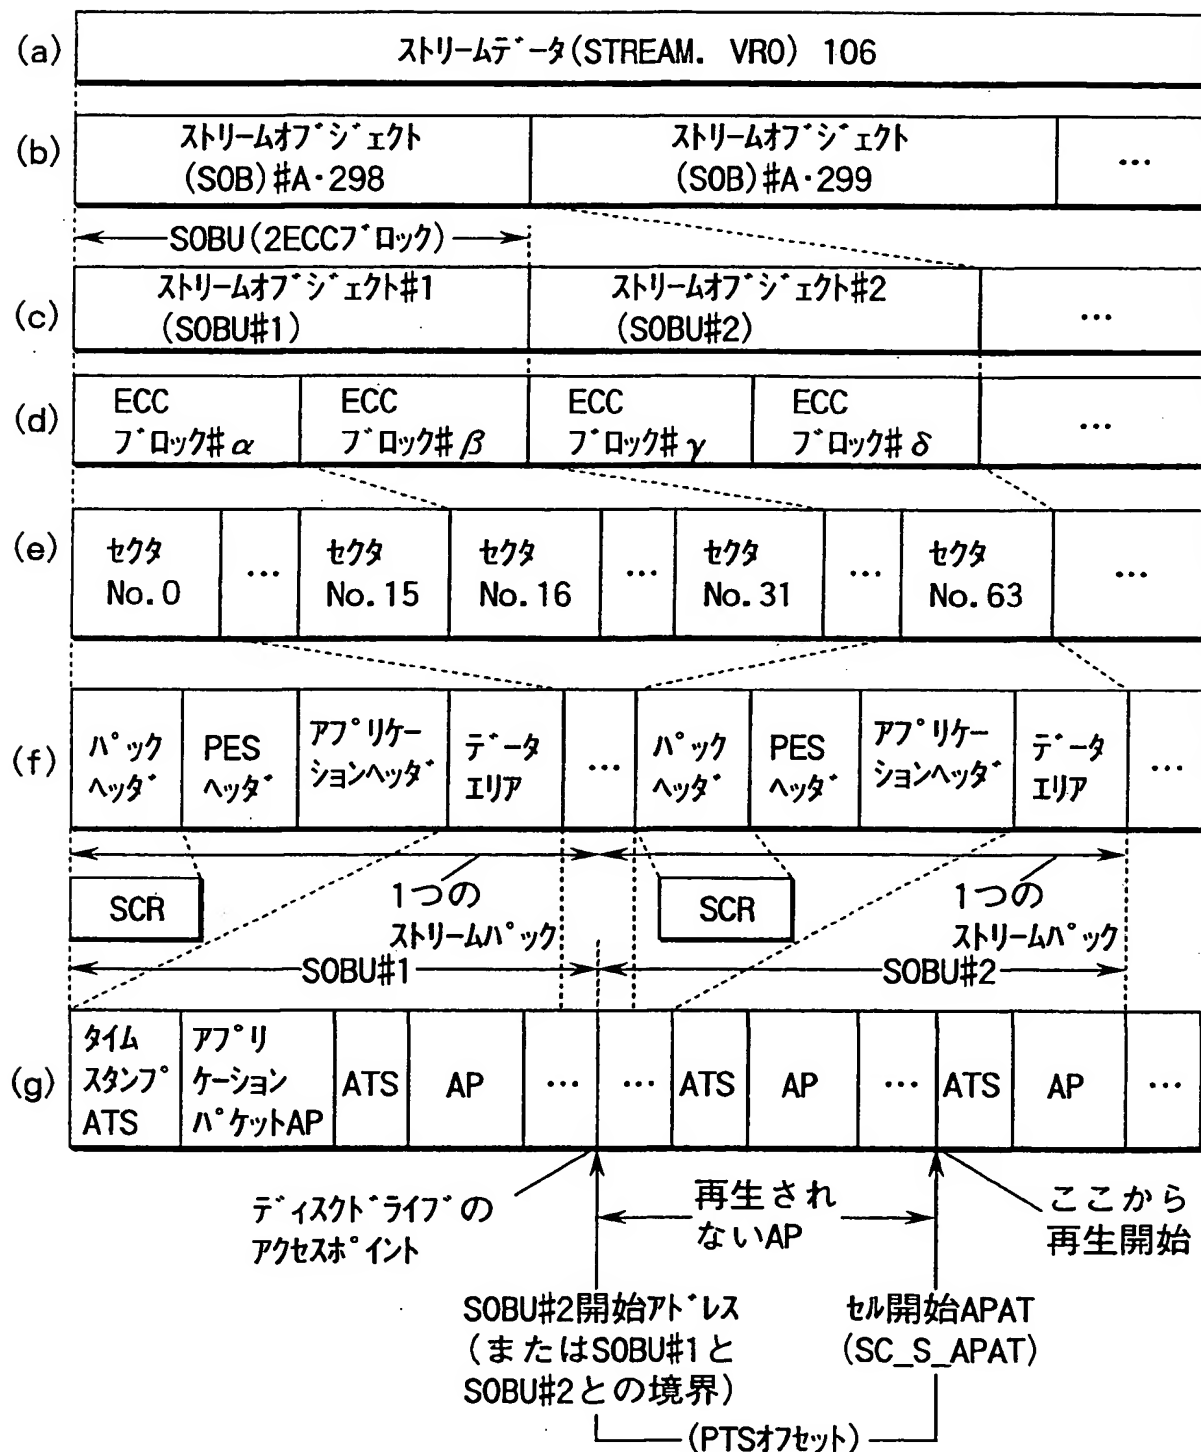 (a)
ストリームデータ(STREAM. VRO) 106
(b)
ストリームオブジェクト
(SOB)#A·298
ストリームオブジェクト
(SOB)#A·299
...
SOBU(2ECCブロック)
(c)
ストリームオブジェクト#1
(SOBU#1)
ストリームオブジェクト#2
(SOBU#2)
...
(d)
ECC
ブロック#α
ECC
ブロック#β
ECC
ブロック#γ
ECC
ブロック#δ
...
(e)
セクタ
No.0
...
セクタ
No.15
セクタ
No.16
...
セクタ
No.31
...
セクタ
No.63
...
(f)
パック
ヘッダ
PES
ヘッダ
アプリケー
ションヘッダ
データ
エリア
...
パック
ヘッダ
PES
ヘッダ
アプリケー
ションヘッダ
データ
エリア
...
SCR
1つの
ストリームパック
SCR
1つの
ストリームパック
SOBU#1
SOBU#2
(g)
タイム
スタンプ
ATS
アプリ
ケーション
パケットAP
ATS
AP
...
...
ATS
AP
...
ATS
AP
...
ディスクドライブの
アクセスポイント
再生され
ないAP
ここから
再生開始
SOBU#2開始アドレス
(またはSOBU#1と
SOBU#2との境界)
セル開始APAT
(SC_S_APAT)
(PTSオフセット)